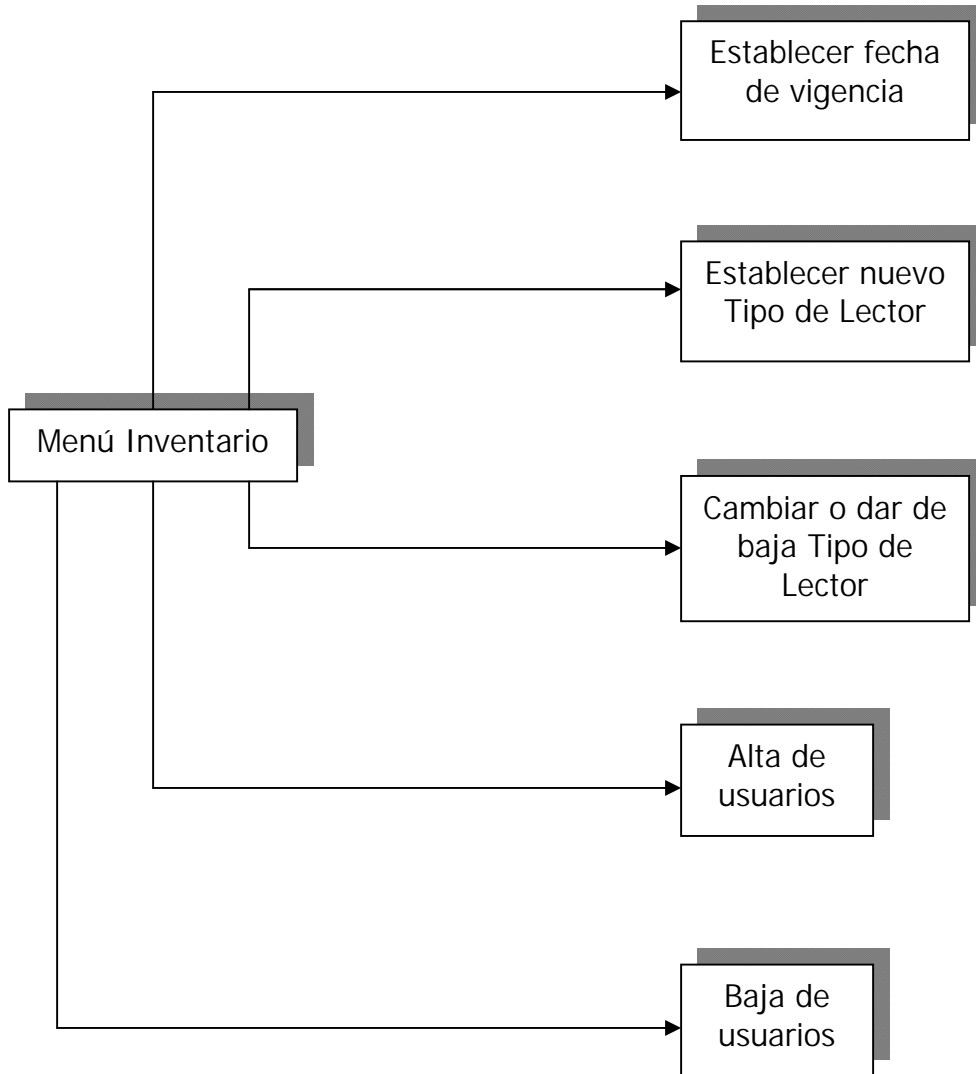 Establecer fecha
de vigencia
Establecer nuevo
Tipo de Lector
Menú Inventario
Cambiar o dar de
baja Tipo de
Lector
Alta de
usuarios
Baja de
usuarios